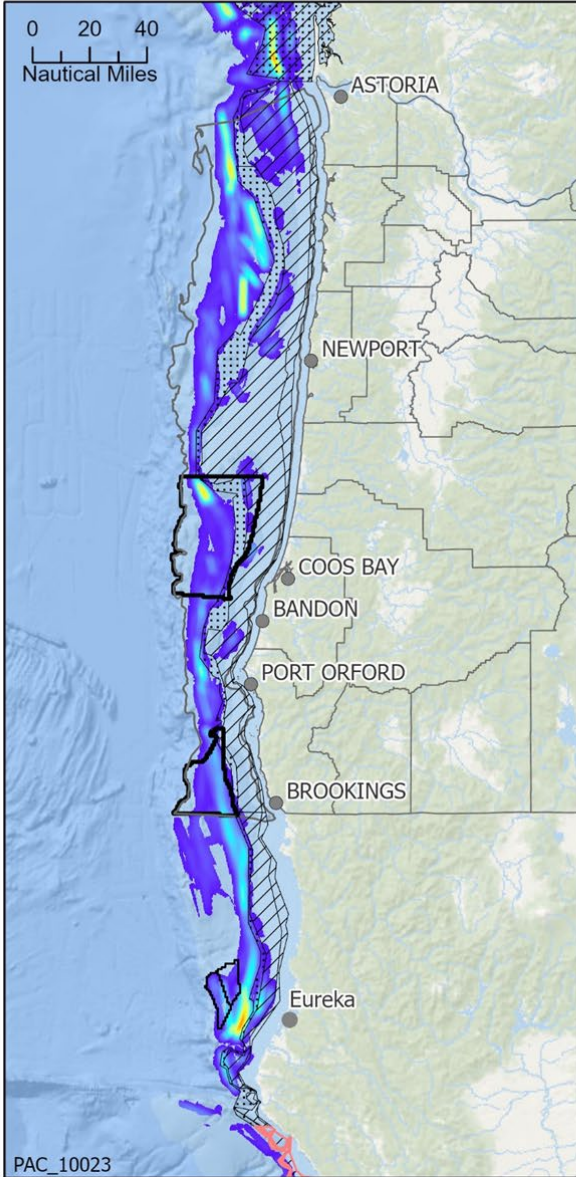 0 20 40
Nautical Miles
ASTORIA
NEWPORT
COOS BAY
BANDON
PORT ORFORD
BROOKINGS
Eureka
PAC_10023